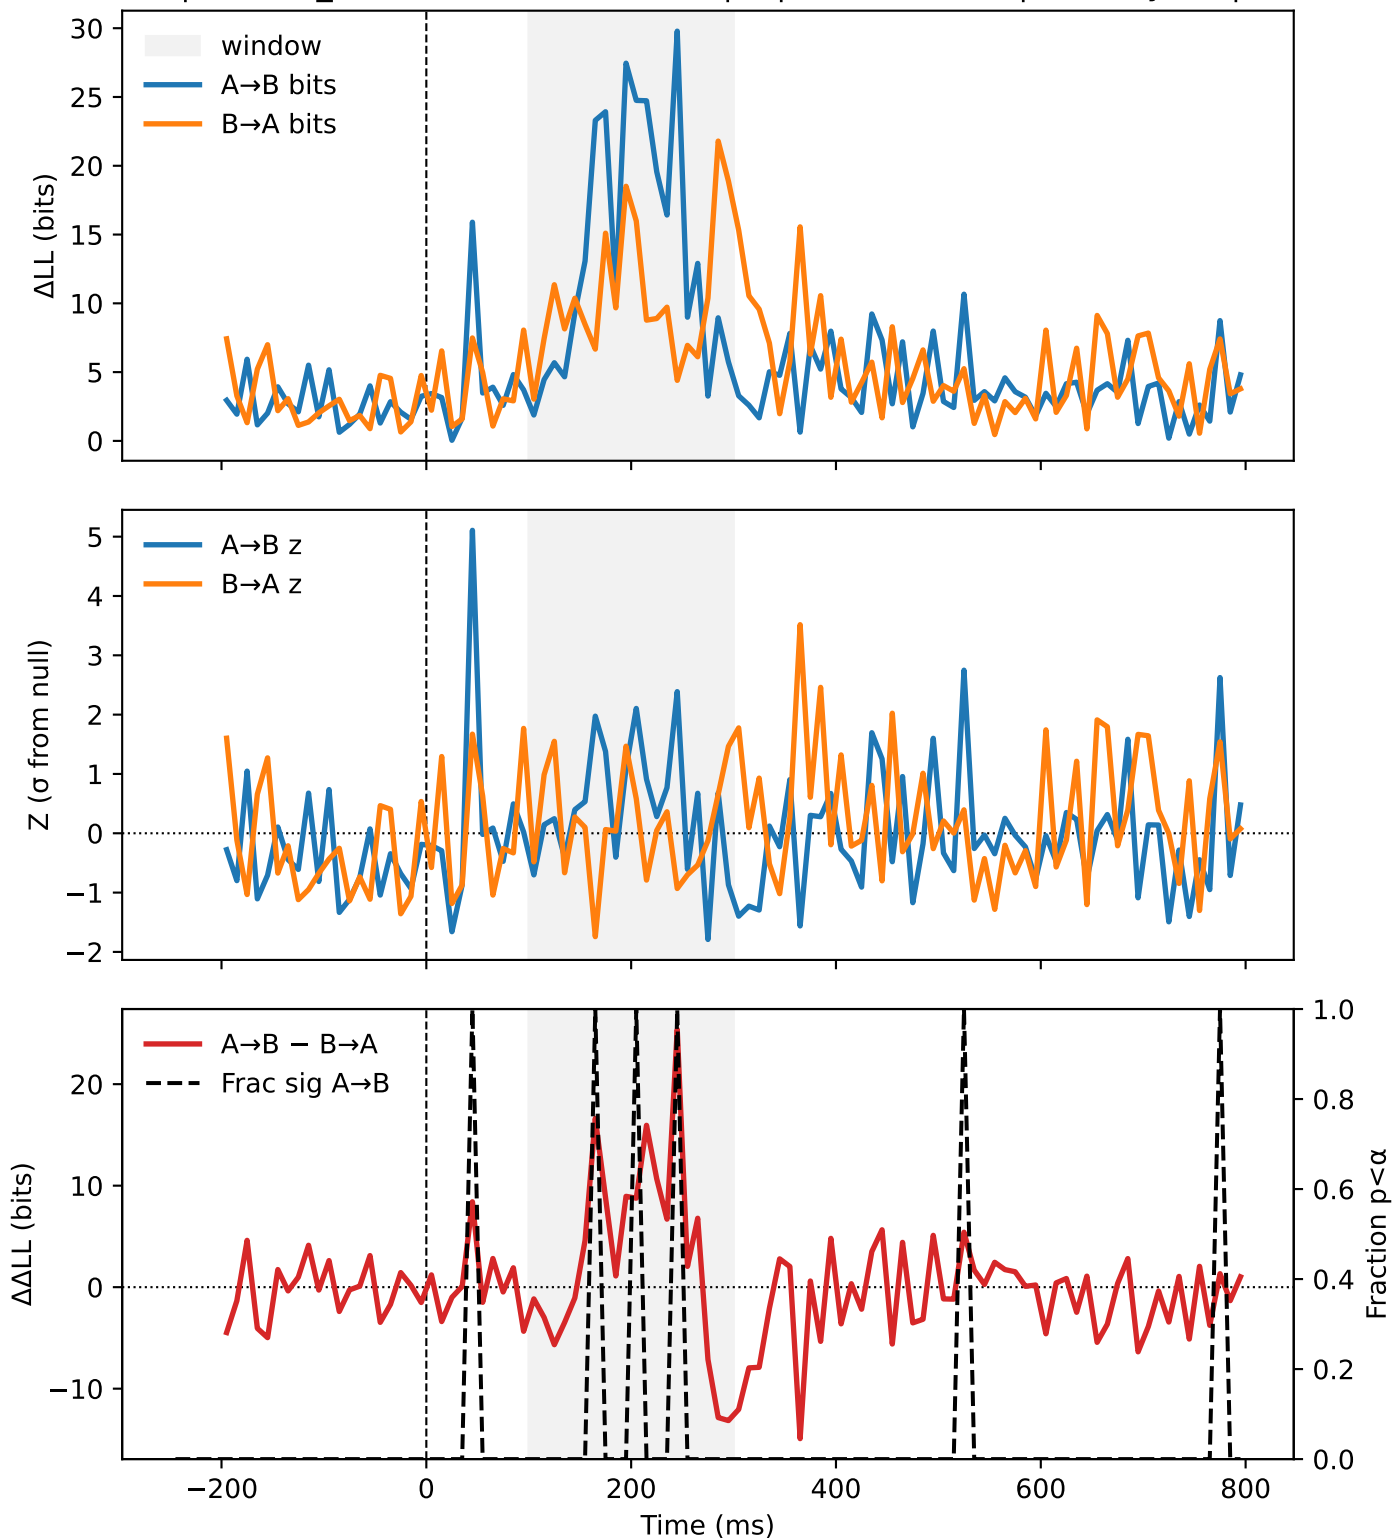 30
25
20
15
10
5
0
ΔLL (bits)
window
A→B bits
B→A bits
5
4
3
2
1
0
−1
−2
Z (σ from null)
A→B z
B→A z
20
10
0
−10
ΔΔLL (bits)
A→B − B→A
Frac sig A→B
1.0
0.8
0.6
0.4
0.2
0.0
Fraction p<α
−200 0 200 400 600 800
Time (ms)